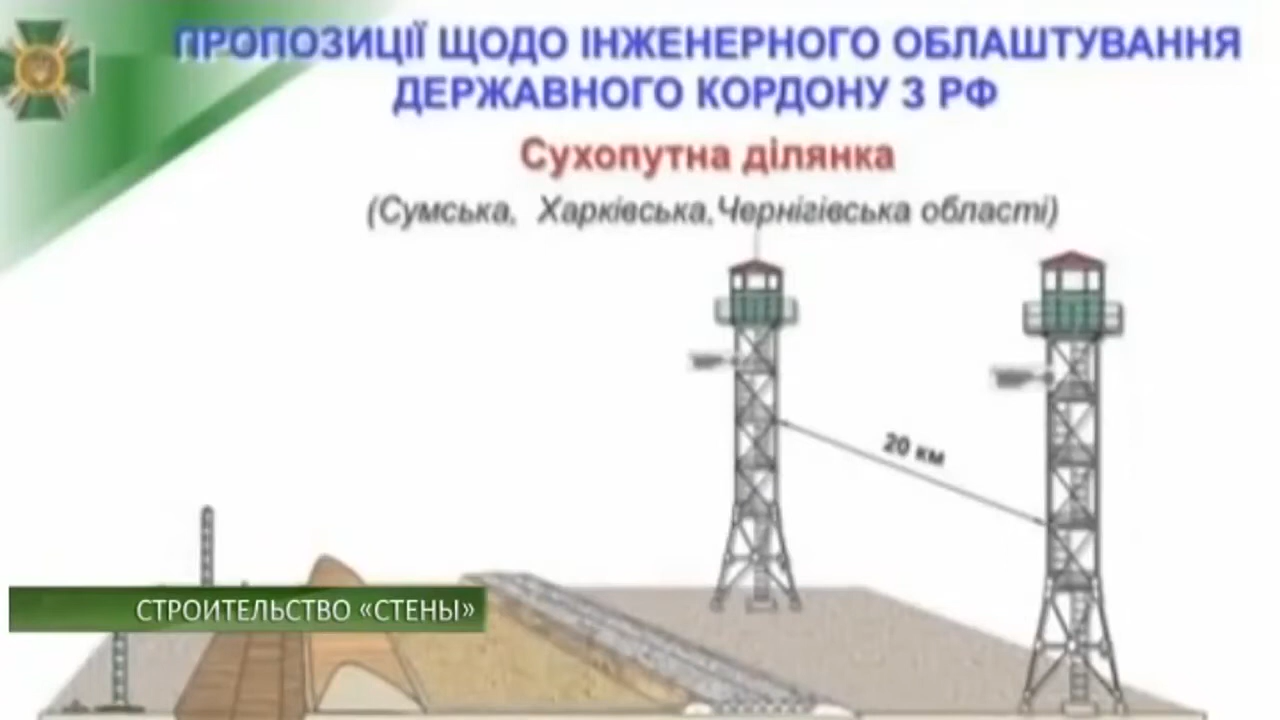 ПРОПОЗИЦІЇ ЩОДО ІНЖЕНЕРНОГО ОБЛАШТУВАННЯ
ДЕРЖАВНОГО КОРДОНУ З РФ
Сухопутна ділянка
(Сумська, Харківська,Чернігівська області)
20 км
СТРОИТЕЛЬСТВО «СТЕНЫ»